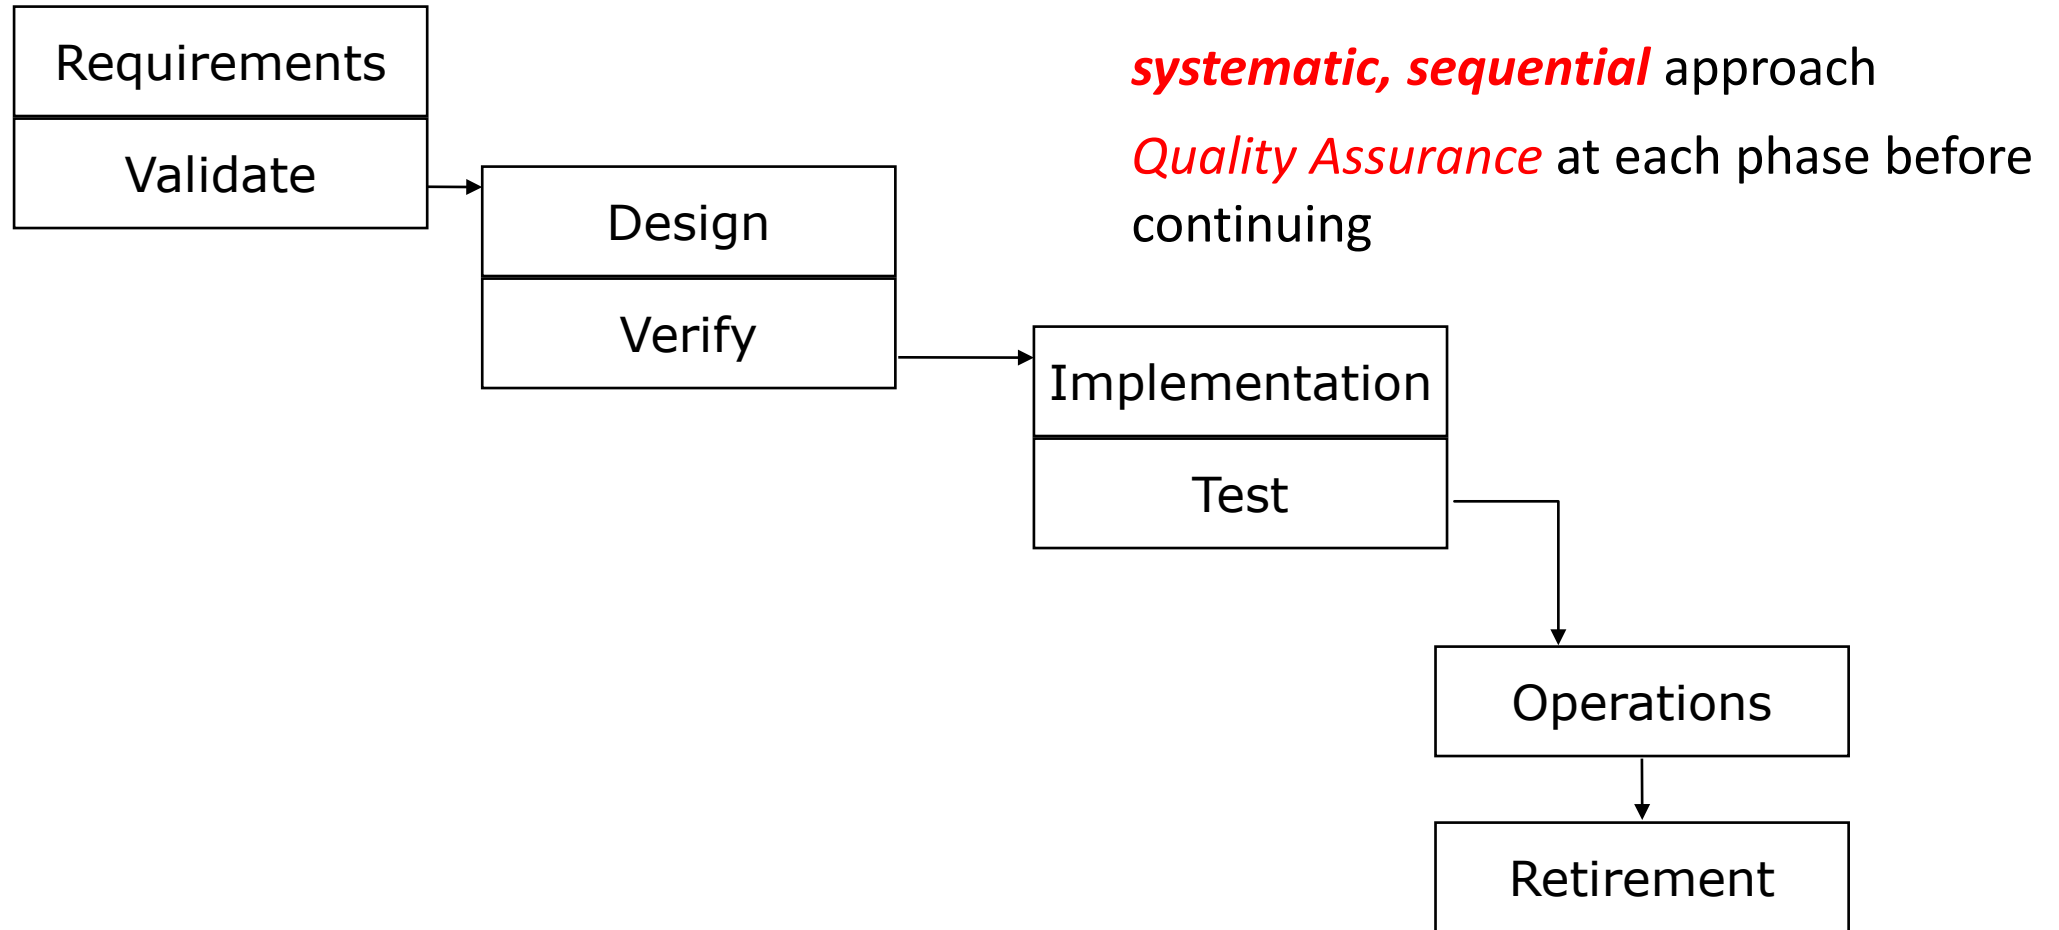 Requirements
Validate
systematic, sequential approach
Quality Assurance at each phase before
continuing
Design
Verify
Implementation
Test
Operations
Retirement